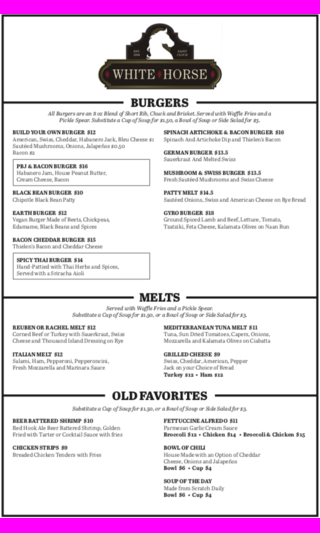 WHITE HORSE
BURGERS
All Burgers are an 8 oz Blend of Short Rib, Chuck and Brisket. Served with Waffle Fries and a
Pickle Spear. Substitute a Cup of Soup for $1.50, or a Bowl of Soup or Side Salad for $3.
BUILD YOUR OWN BURGER $12
American, Swiss, Cheddar, Habanero Jack, Bleu Cheese $1
Sautéed Mushrooms, Onions, Jalapeños $0.50
Bacon $2
PBJ & BACON BURGER $16
Habanero Jam, House Peanut Butter,
Cream Cheese, Bacon
BLACK BEAN BURGER $10
Chipotle Black Bean Patty
EARTH BURGER $12
Vegan Burger Made of Beets, Chickpeas,
Edamame, Black Beans and Spices
BACON CHEDDAR BURGER $15
Thielen's Bacon and Cheddar Cheese
SPICY THAI BURGER $14
Hand-Pattied with Thai Herbs and Spices,
Served with a Sriracha Aioli
SPINACH ARTICHOKE & BACON BURGER $16
Spinach And Artichoke Dip and Thielen's Bacon
GERMAN BURGER $13.5
Sauerkraut And Melted Swiss
MUSHROOM & SWISS BURGER $13.5
Fresh Sautéed Mushrooms and Swiss Cheese
PATTY MELT $14.5
Sautéed Onions, Swiss and American Cheese on Rye Bread
GYRO BURGER $15
Ground Spiced Lamb and Beef, Lettuce, Tomato,
Tzatziki, Feta Cheese, Kalamata Olives on Naan Bun
MELTS
Served with Waffle Fries and a Pickle Spear.
Substitute a Cup of Soup for $1.50, or a Bowl of Soup or Side Salad for $3.
REUBEN OR RACHEL MELT $12
Corned Beef or Turkey with Sauerkraut, Swiss
Cheese and Thousand Island Dressing on Rye
ITALIAN MELT $12
Salami, Ham, Pepperoni, Pepperoncini,
Fresh Mozzarella and Marinara Sauce
MEDITERRANEAN TUNA MELT $11
Tuna, Sun Dried Tomatoes, Capers, Onions,
Mozzarella and Kalamata Olives on Ciabatta
GRILLED CHEESE $9
Swiss, Cheddar, American, Pepper
Jack on your Choice of Bread
Turkey $12 • Ham $12
OLD FAVORITES
Substitute a Cup of Soup for $1.50, or a Bowl of Soup or Side Salad for $3.
BEER BATTERED SHRIMP $10
Red Hook Ale Beer Battered Shrimp, Golden
Fried with Tarter or Cocktail Sauce with Fries
CHICKEN STRIPS $9
Breaded Chicken Tenders with Fries
FETTUCCINE ALFREDO $11
Parmesan Garlic Cream Sauce
Broccoli $12 • Chicken $14 • Broccoli & Chicken $15
BOWL OF CHILI
House Made with an Option of Cheddar
Cheese, Onions and Jalapeños
Bowl $6 • Cup $4
SOUP OF THE DAY
Made from Scratch Daily
Bowl $6 • Cup $4